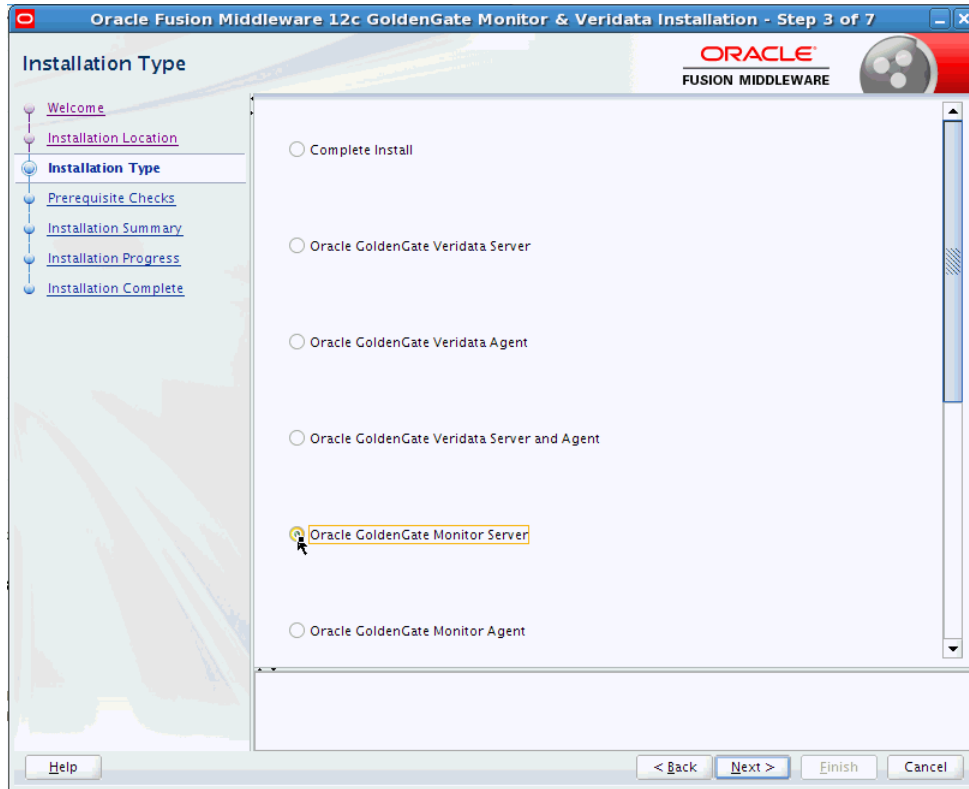 Oracle Fusion Middleware 12c GoldenGate Monitor & Veridata Installation - Step 3 of 7
Installation Type
ORACLE
FUSION MIDDLEWARE
Welcome
Installation Location
Installation Type
Prerequisite Checks
Installation Summary
Installation Progress
Installation Complete
Complete Install
Oracle GoldenGate Veridata Server
Oracle GoldenGate Veridata Agent
Oracle GoldenGate Veridata Server and Agent
Oracle GoldenGate Monitor Server
Oracle GoldenGate Monitor Agent
Help
< Back
Next >
Finish
Cancel